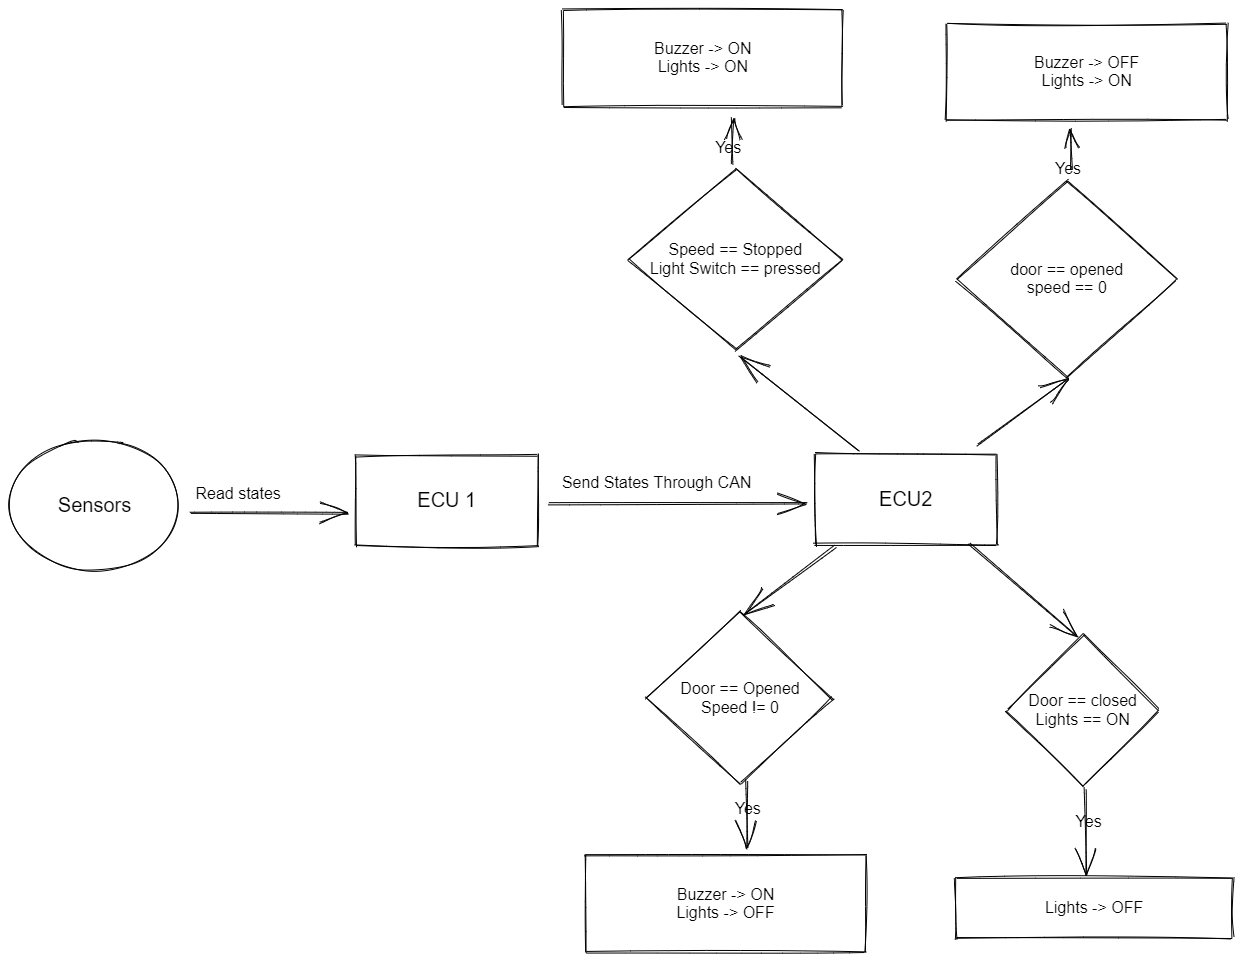 Buzzer -> ON
Lights -> ON
Buzzer -> OFF
Lights -> ON
Yes
Yes
Speed == Stopped
Light Switch == pressed
door == opened
speed == 0
Sensors
Read states
ECU 1
Send States Through CAN
ECU2
Door == Opened
Speed != 0
Door == closed
Lights == ON
Yes
Yes
Buzzer -> ON
Lights -> OFF
Lights -> OFF